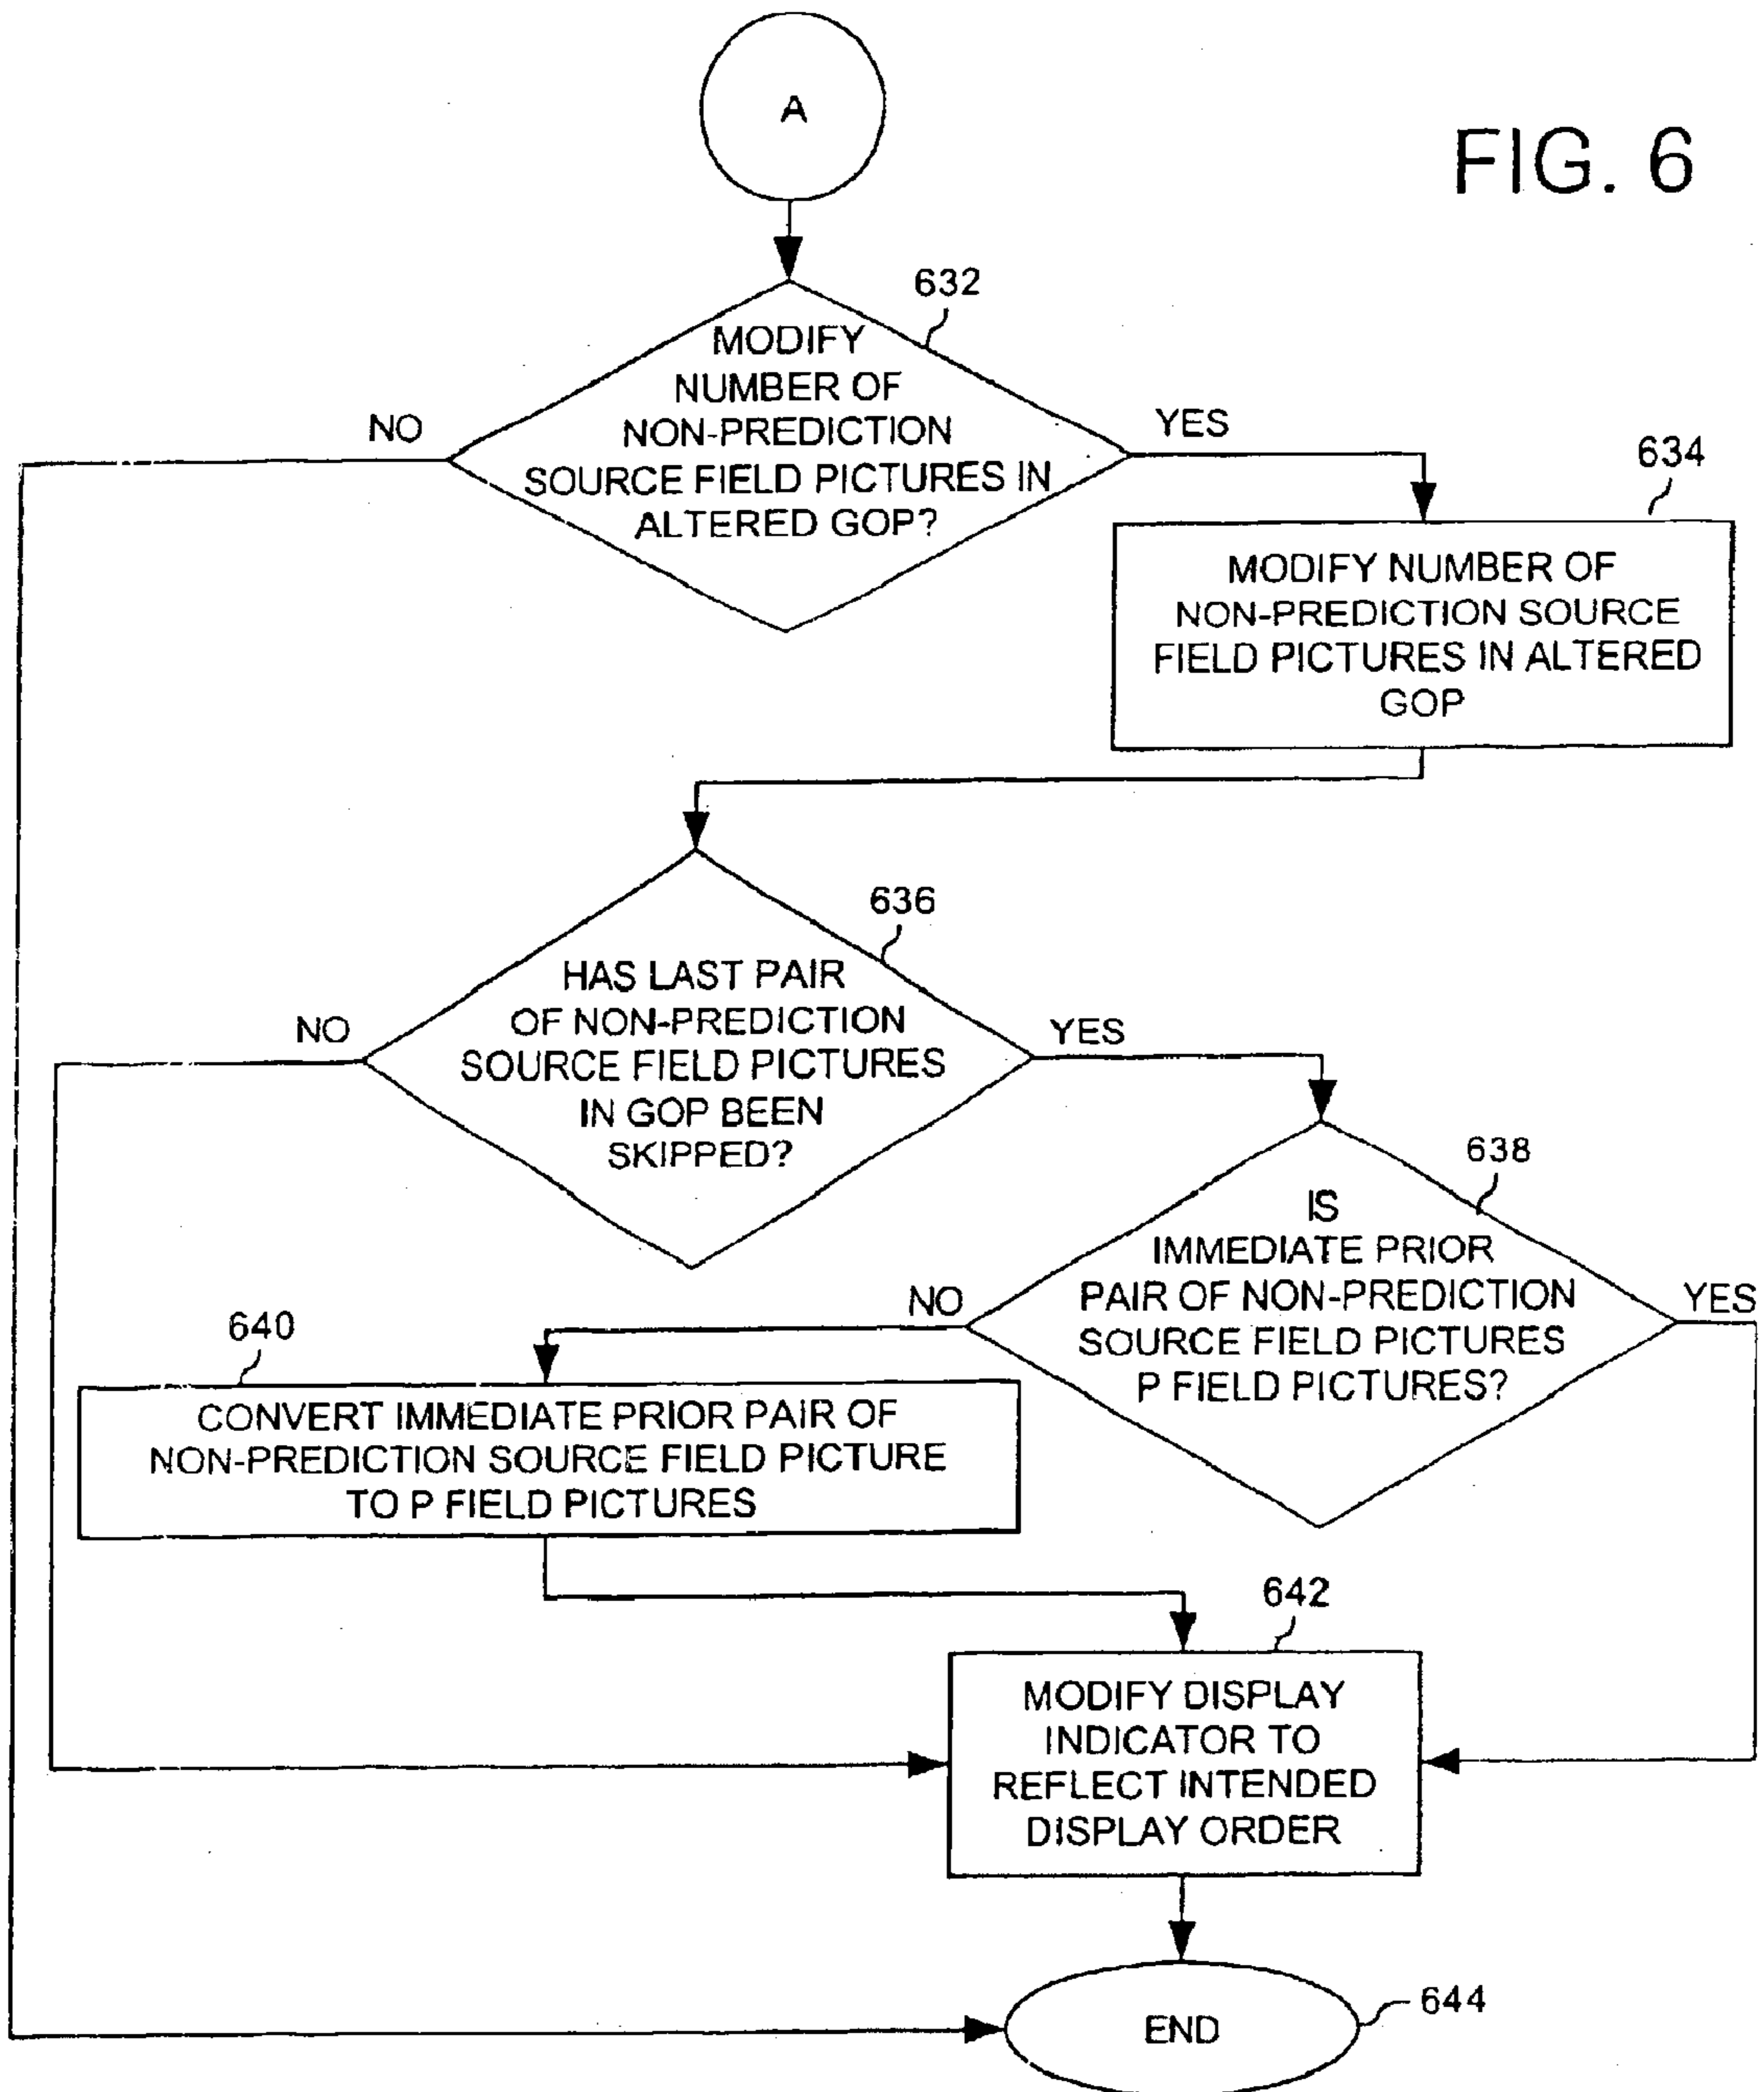 A
FIG. 6
632
MODIFY
NUMBER OF
NON-PREDICTION
SOURCE FIELD PICTURES IN
ALTERED GOP?
NO
YES
634
MODIFY NUMBER OF
NON-PREDICTION SOURCE
FIELD PICTURES IN ALTERED
GOP
636
HAS LAST PAIR
OF NON-PREDICTION
SOURCE FIELD PICTURES
IN GOP BEEN
SKIPPED?
NO
YES
638
IS
IMMEDIATE PRIOR
PAIR OF NON-PREDICTION
SOURCE FIELD PICTURES
P FIELD PICTURES?
NO
YES
640
CONVERT IMMEDIATE PRIOR PAIR OF
NON-PREDICTION SOURCE FIELD PICTURE
TO P FIELD PICTURES
642
MODIFY DISPLAY
INDICATOR TO
REFLECT INTENDED
DISPLAY ORDER
END
644